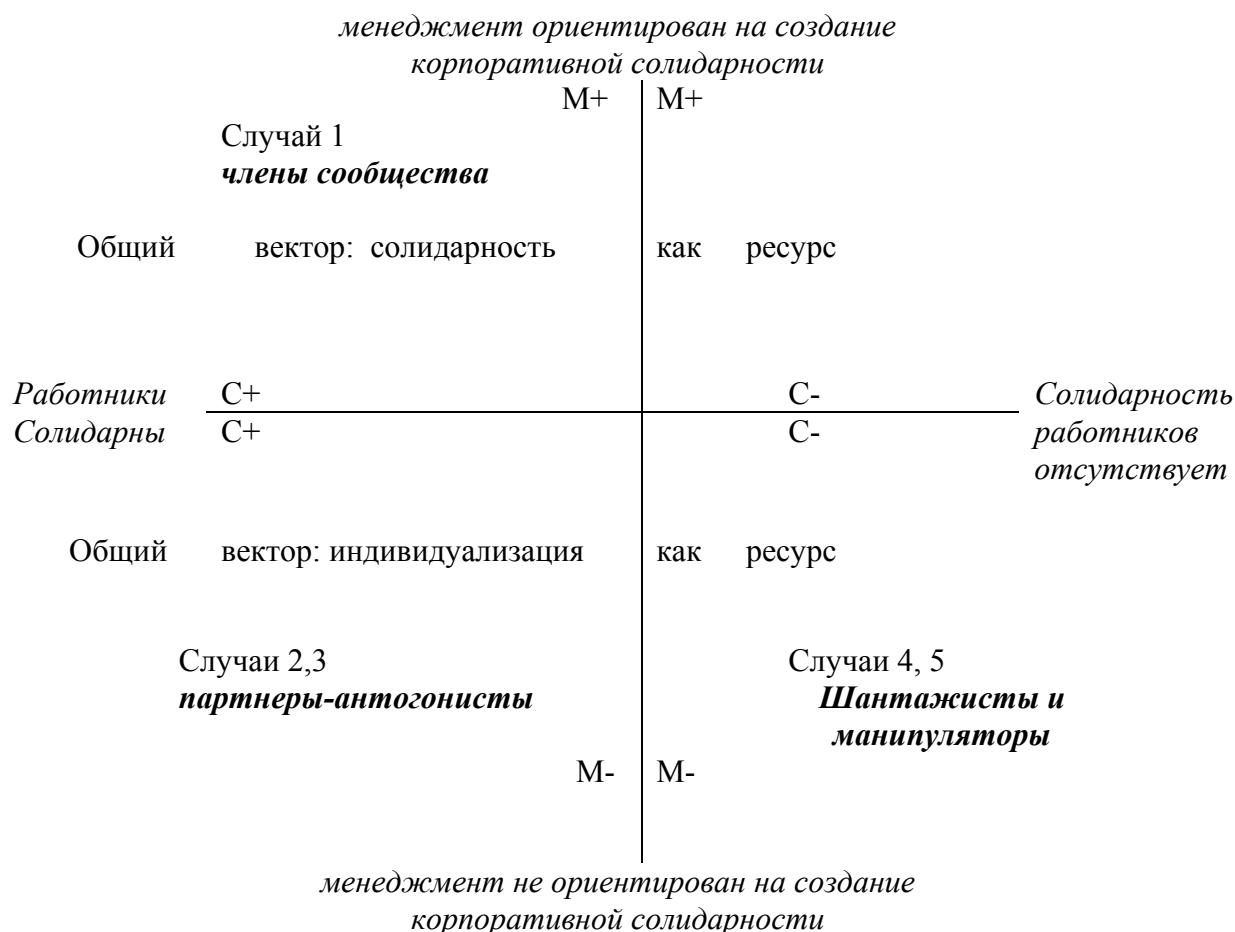 менеджмент ориентирован на создание
корпоративной солидарности
М+ М+
Случай 1
члены сообщества
Общий вектор: солидарность как ресурс
Работники С+ С- Солидарность
Солидарны С+ С- работников
отсутствует
Общий вектор: индивидуализация как ресурс
Случаи 2,3 Случаи 4, 5
партнеры-антогонисты Шантажисты и
манипуляторы
М- М-
менеджмент не ориентирован на создание
корпоративной солидарности